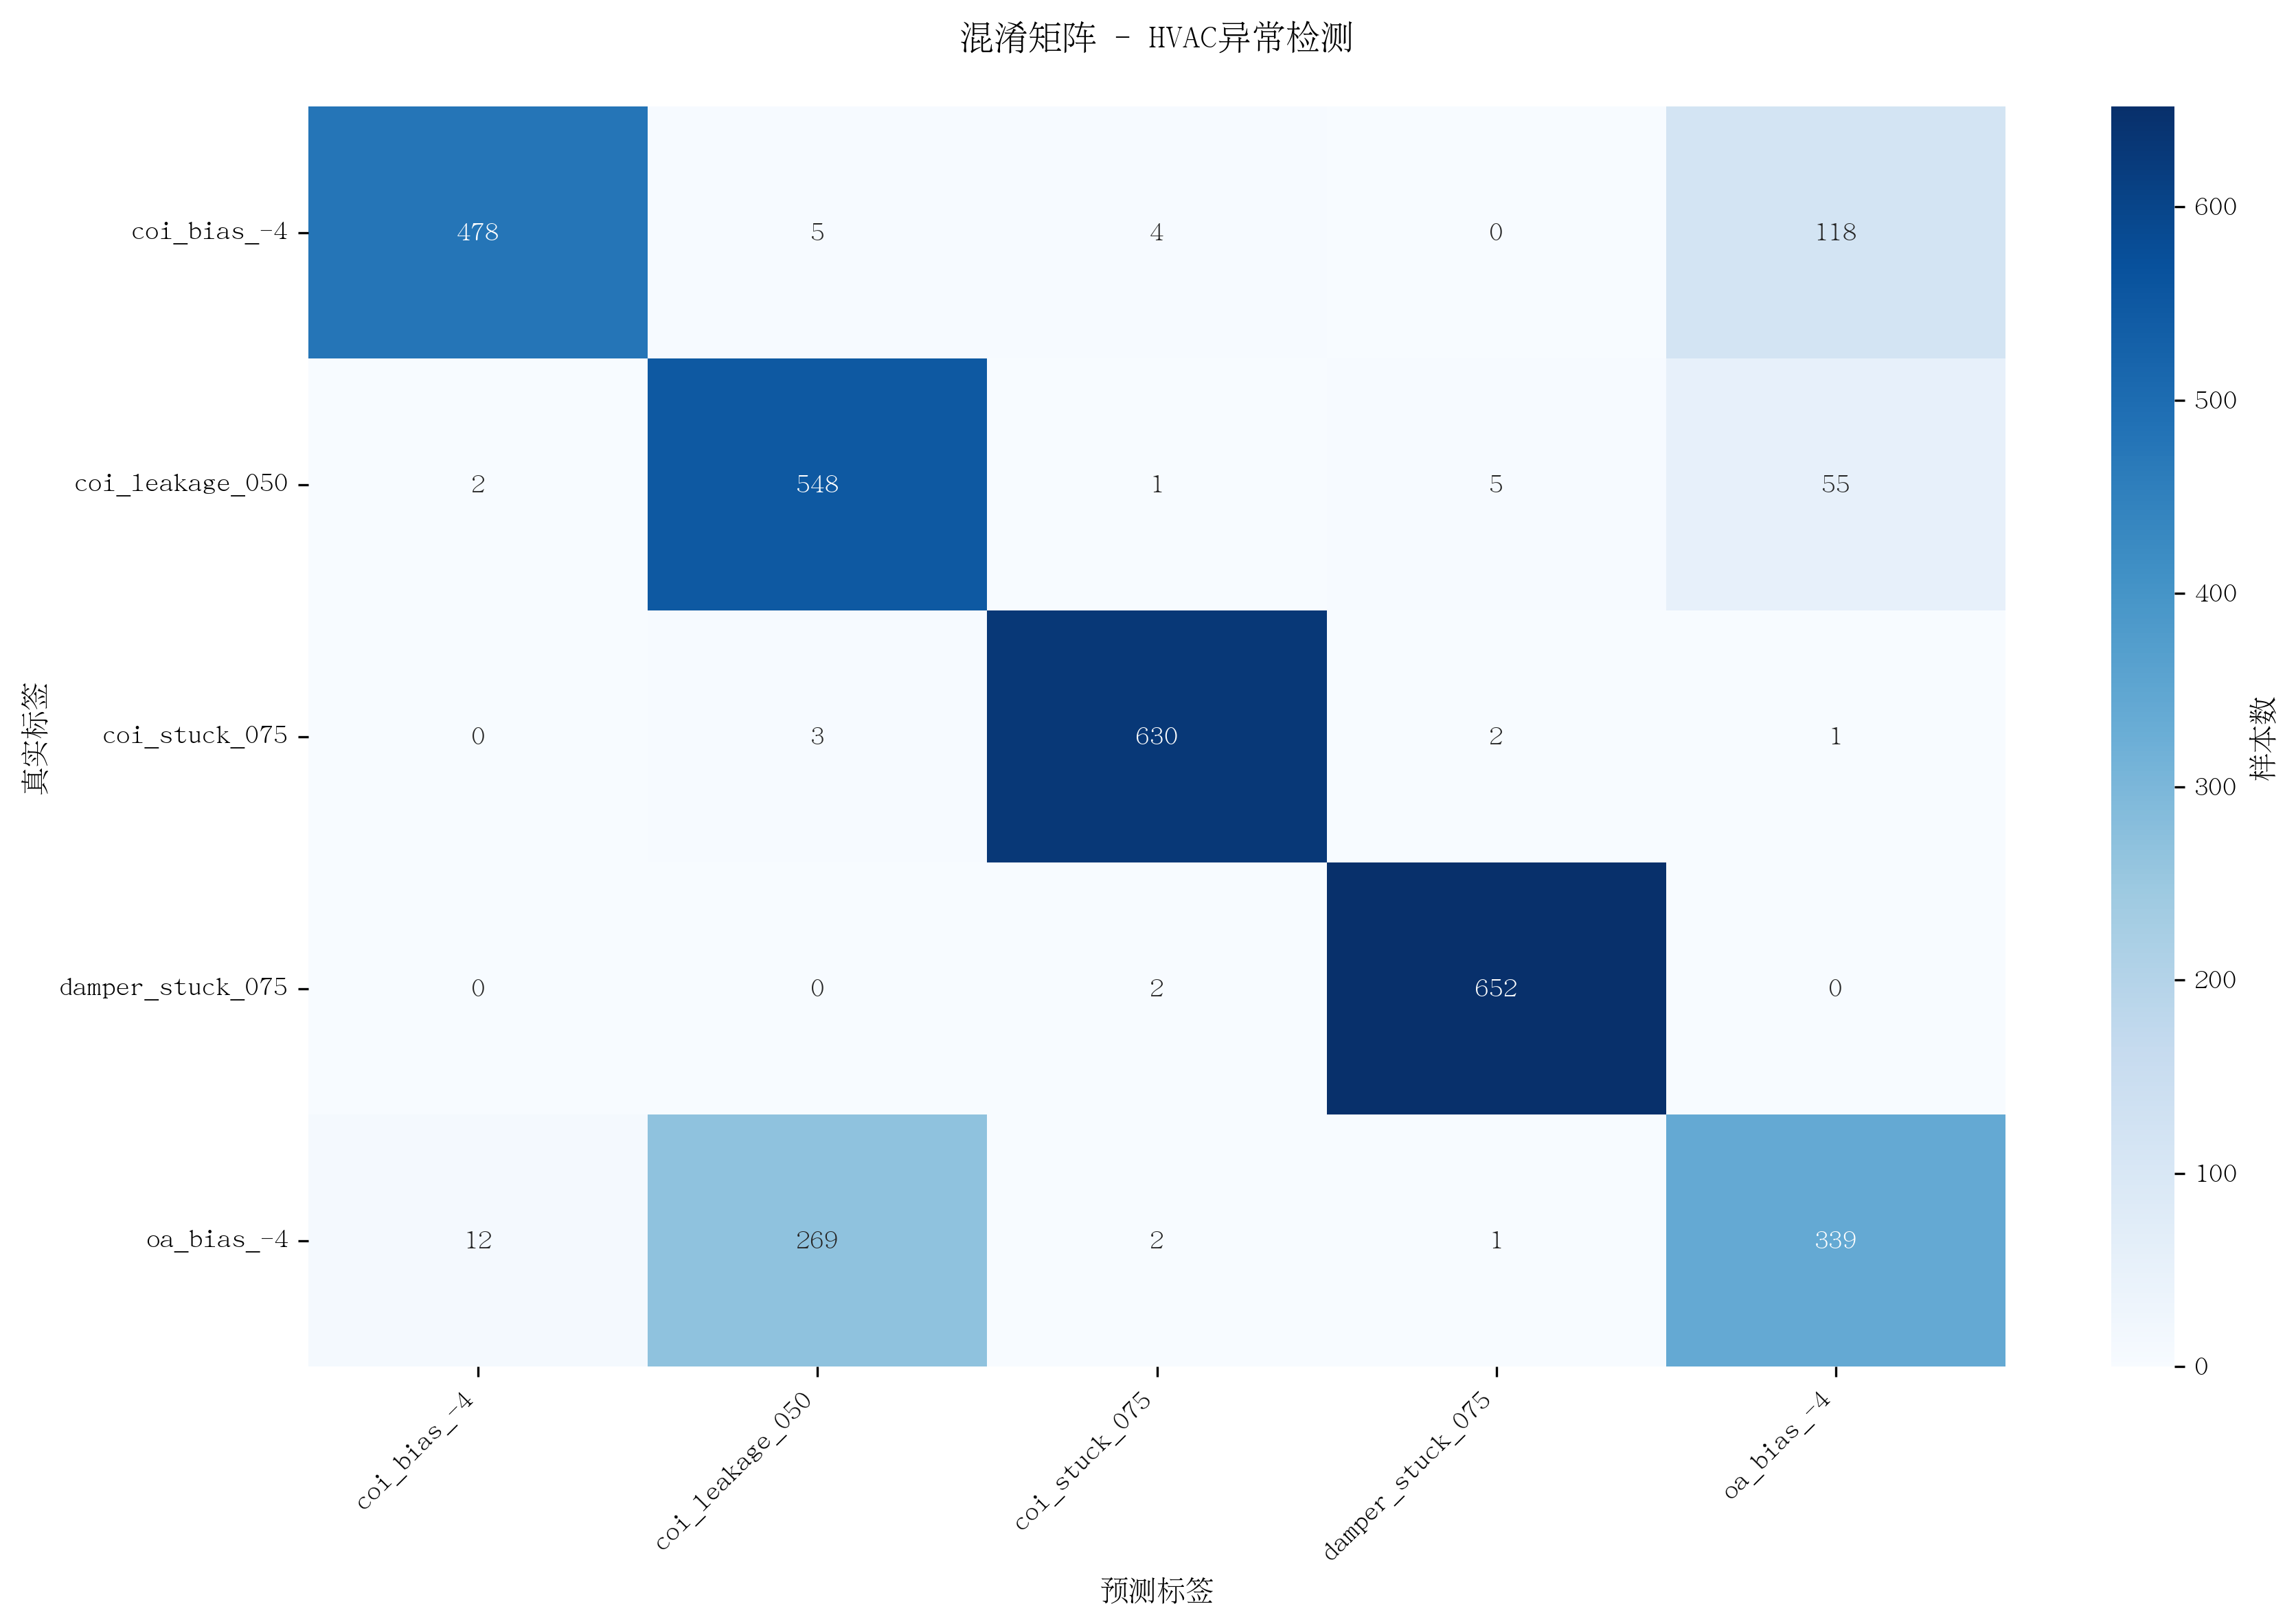 混淆矩阵 - HVAC异常检测
真实标签
coi_bias_-4
478 5 4 0 118
coi_leakage_050
2 548 1 5 55
coi_stuck_075
0 3 630 2 1
damper_stuck_075
0 0 2 652 0
oa_bias_-4
12 269 2 1 339
coi_bias_-4
coi_leakage_050
coi_stuck_075
damper_stuck_075
oa_bias_-4
预测标签
600
500
400
300
200
100
0
样本数